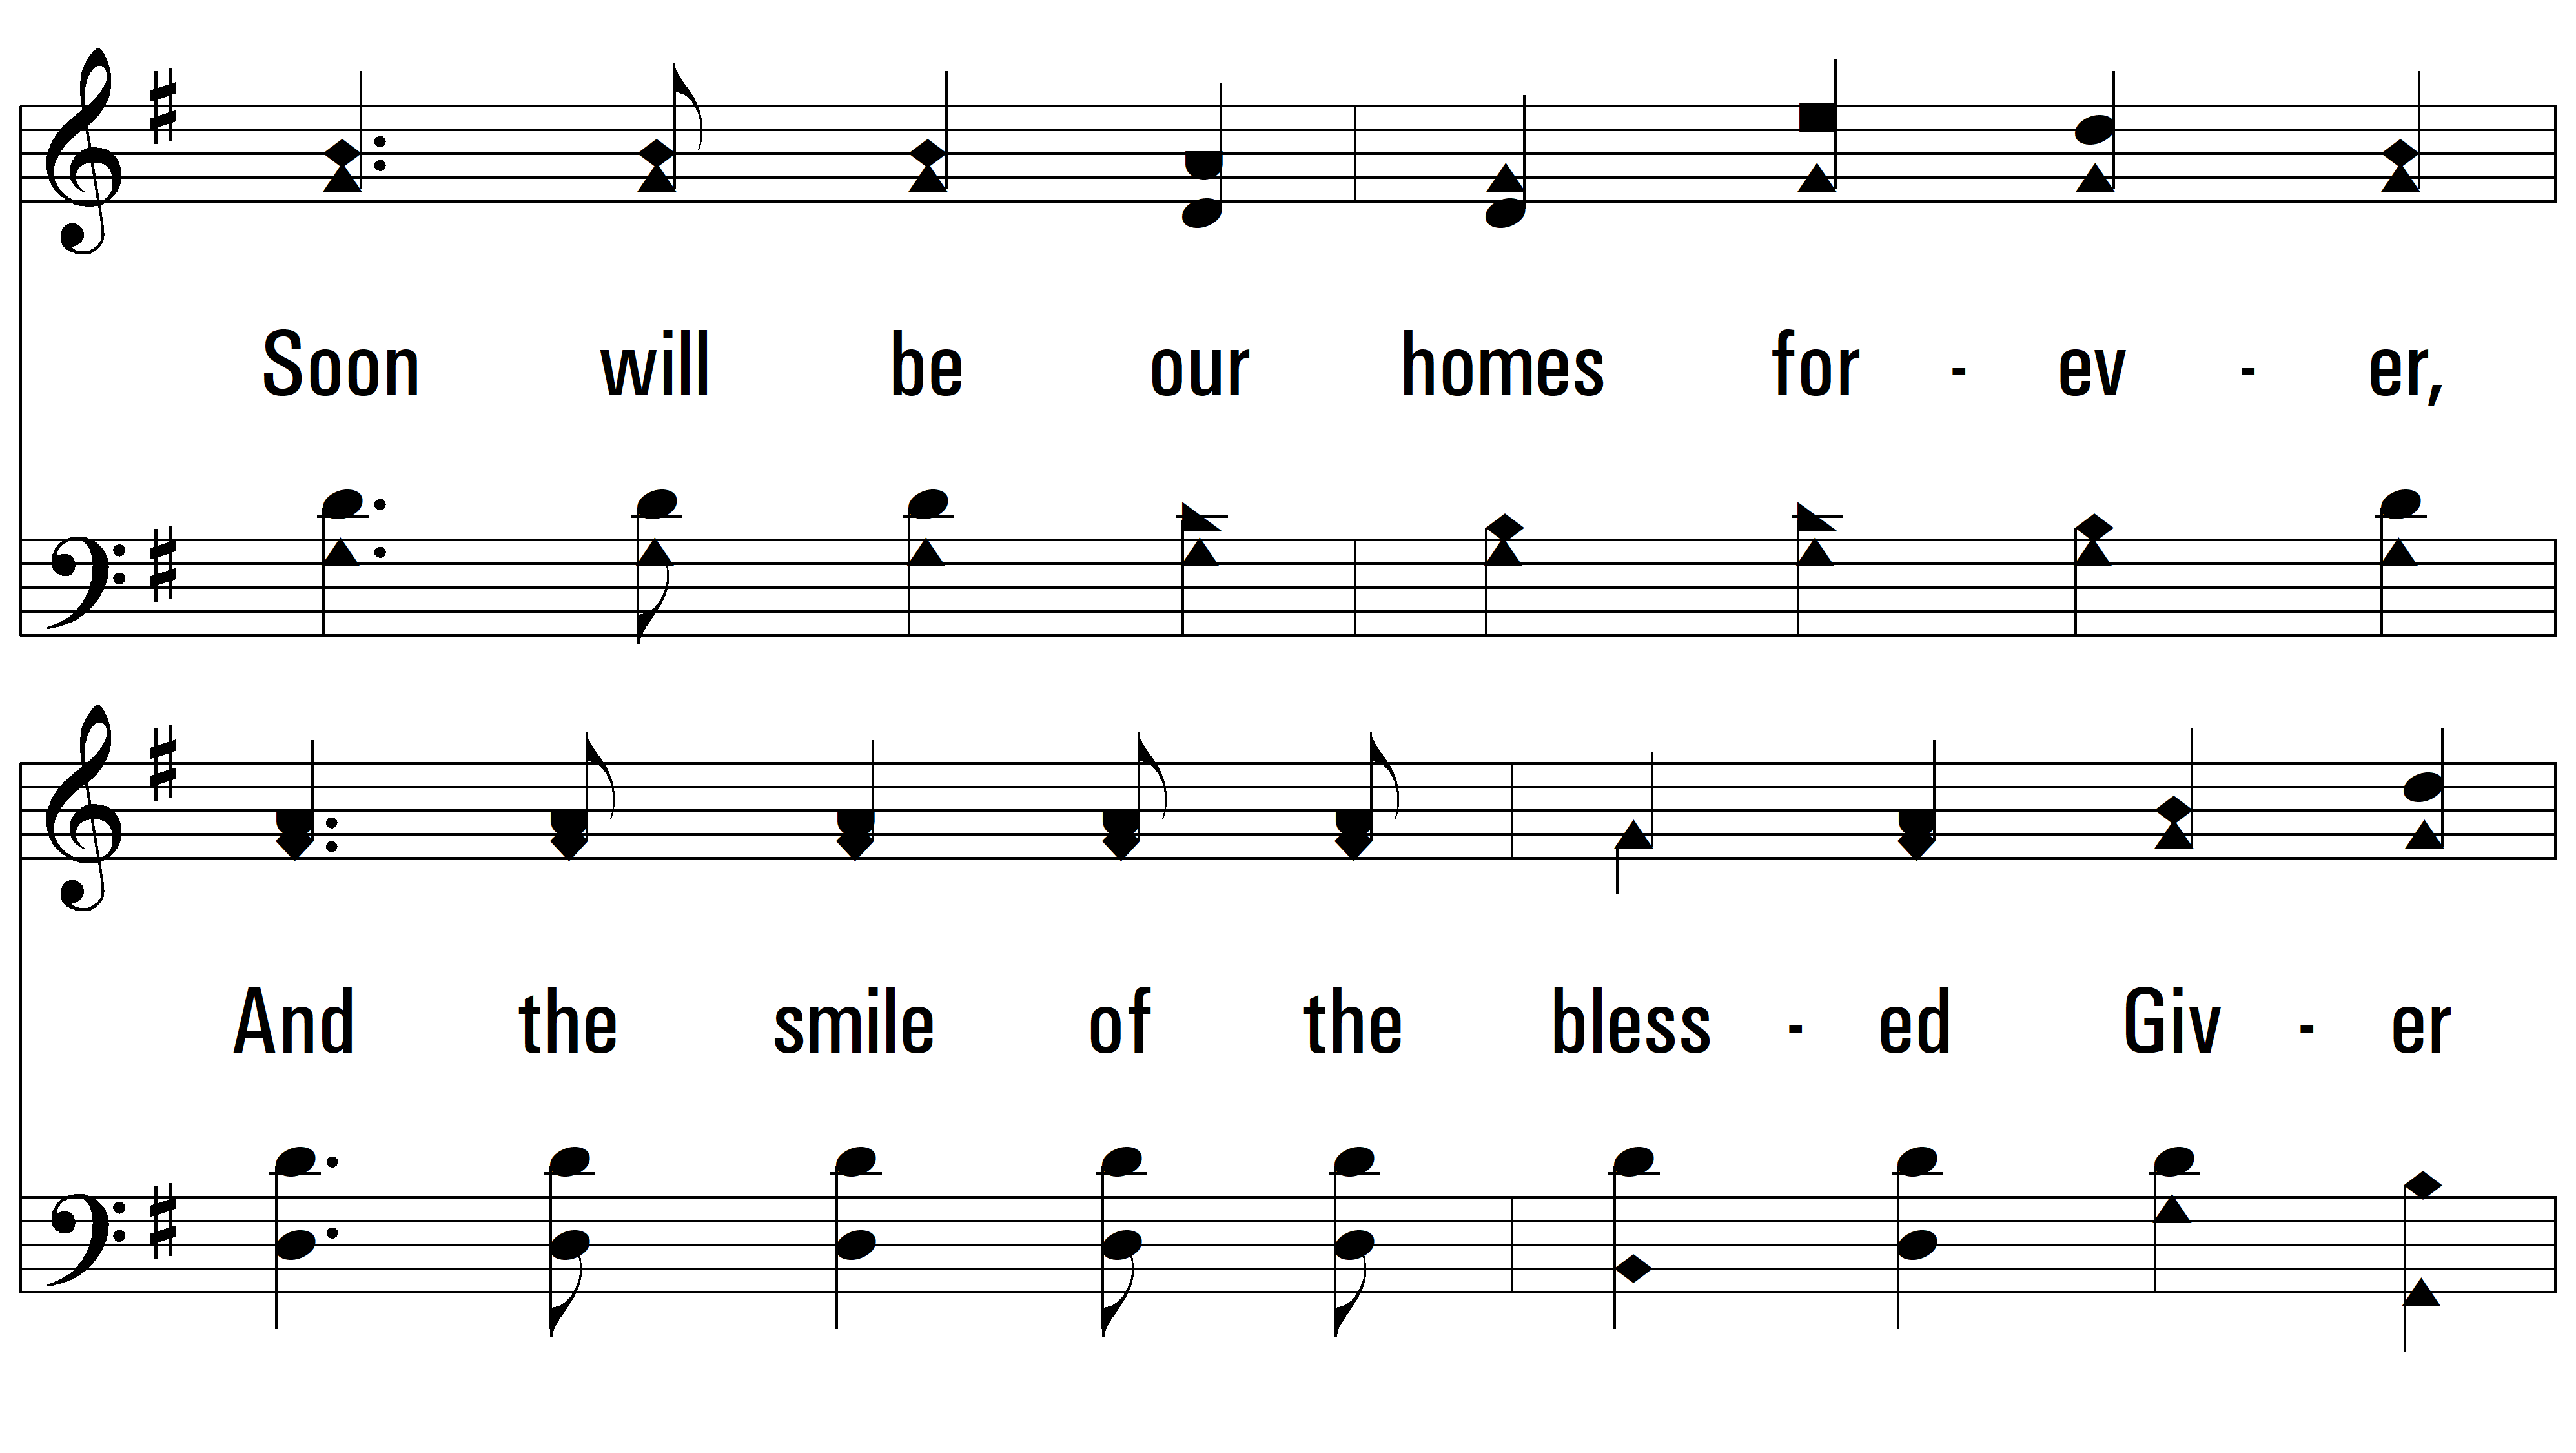 Soon will be our homes for - ev - er,
And the smile of the bless - ed Giv - er